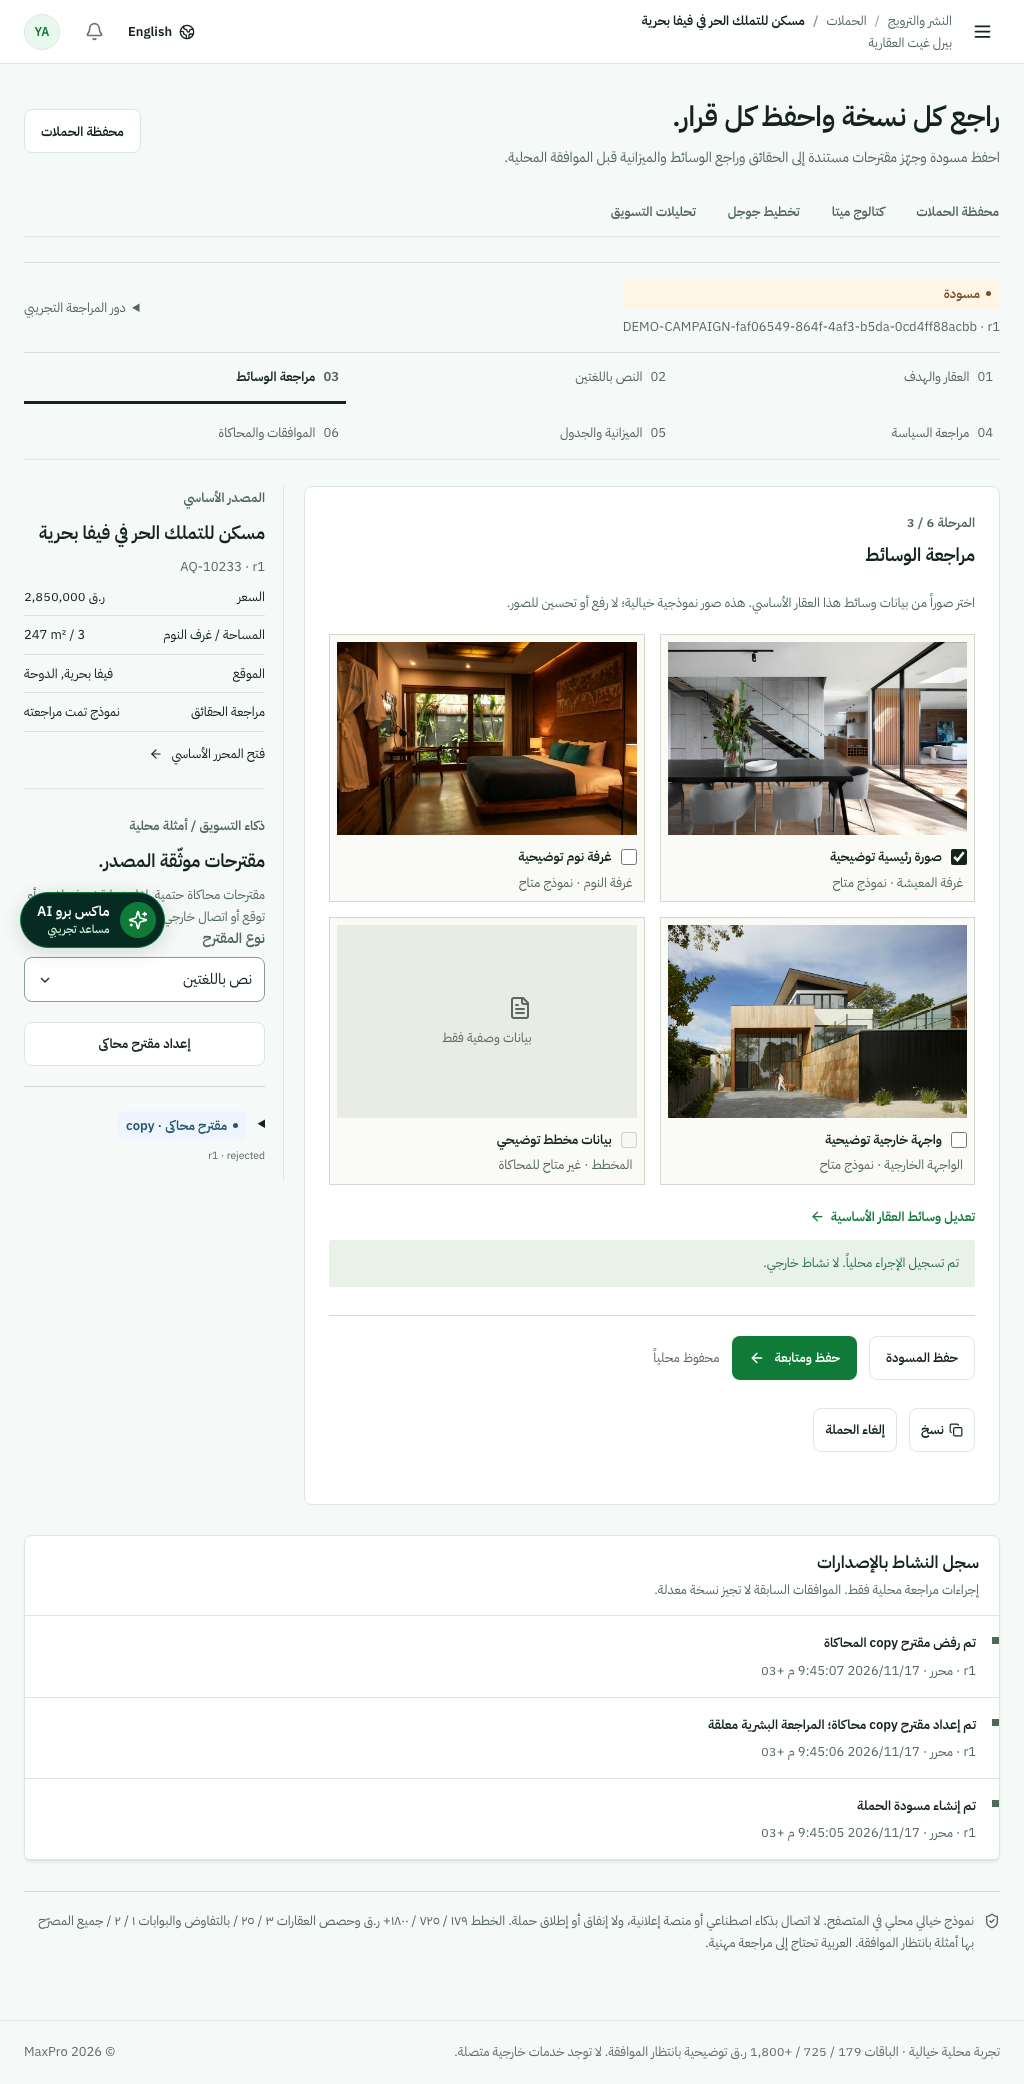 النشر والترويج / الحملات / مسكن للتملك الحر في فيفا بحرية
بيرل غيت العقارية
English
YA
راجع كل نسخة واحفظ كل قرار.
احفظ مسودة وجهّز مقترحات مستندة إلى الحقائق وراجع الوسائط والميزانية قبل الموافقة المحلية.
محفظة الحملات
محفظة الحملات
كتالوج ميتا
تخطيط جوجل
تحليلات التسويق
مسودة
DEMO-CAMPAIGN-faf06549-864f-4af3-b5da-0cd4ff88acbb · r1
دور المراجعة التجريبي
01 العقار والهدف
02 النص باللغتين
03 مراجعة الوسائط
04 مراجعة السياسة
05 الميزانية والجدول
06 الموافقات والمحاكاة
المرحلة 6 / 3
مراجعة الوسائط
اختر صوراً من بيانات وسائط هذا العقار الأساسي. هذه صور نموذجية خيالية؛ لا رفع أو تحسين للصور.
صورة رئيسية توضيحية
غرفة المعيشة · نموذج متاح
غرفة نوم توضيحية
غرفة النوم · نموذج متاح
واجهة خارجية توضيحية
الواجهة الخارجية · نموذج متاح
بيانات وصفية فقط
بيانات مخطط توضيحي
المخطط · غير متاح للمحاكاة
تعديل وسائط العقار الأساسية
تم تسجيل الإجراء محلياً. لا نشاط خارجي.
حفظ المسودة
حفظ ومتابعة
محفوظ محلياً
نسخ
إلغاء الحملة
المصدر الأساسي
مسكن للتملك الحر في فيفا بحرية
AQ-10233 · r1
السعر
ر.ق 2,850,000
المساحة / غرف النوم
247 m² / 3
الموقع
فيفا بحرية, الدوحة
مراجعة الحقائق
نموذج تمت مراجعته
فتح المحرر الأساسي
ذكاء التسويق / أمثلة محلية
مقترحات موثّقة المصدر.
مقترحات محاكاة حتمية
توقع أو اتصال خارجي
ماكس برو AI
مساعد تجريبي
نوع المقترح
نص باللغتين
إعداد مقترح محاكى
مقترح محاكى · copy
r1 · rejected
سجل النشاط بالإصدارات
إجراءات مراجعة محلية فقط. الموافقات السابقة لا تجيز نسخة معدلة.
تم رفض مقترح copy المحاكاة
r1 · محرر · 2026/11/17 9:45:07 م +03
تم إعداد مقترح copy محاكاة؛ المراجعة البشرية معلقة
r1 · محرر · 2026/11/17 9:45:06 م +03
تم إنشاء مسودة الحملة
r1 · محرر · 2026/11/17 9:45:05 م +03
نموذج خيالي محلي في المتصفح. لا اتصال بذكاء اصطناعي أو منصة إعلانية، ولا إنفاق أو إطلاق حملة. الخطط ١٧٩ / ٧٢٥ / ١٨٠٠+ ر.ق وحصص العقارات ٣ / ٢٥ / بالتفاوض والبوابات ١ / ٢ / جميع المصرّح
بها أمثلة بانتظار الموافقة. العربية تحتاج إلى مراجعة مهنية.
تجربة محلية خيالية · الباقات 179 / 725 / +1,800 ر.ق توضيحية بانتظار الموافقة. لا توجد خدمات خارجية متصلة.
© 2026 MaxPro